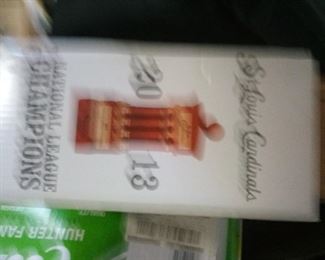 St. Louis Cardinals
20
13
NATIONAL LEAGUE
CHAMPIONS
HUNTER FAN